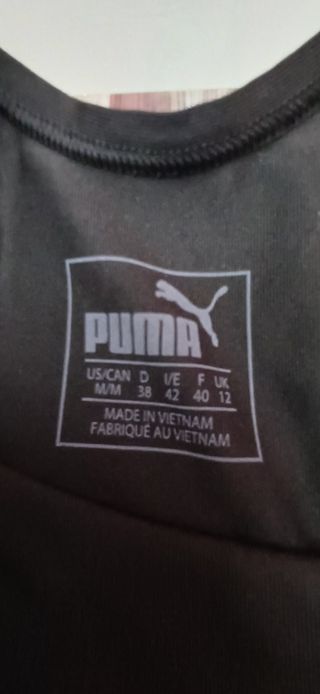 PUMA
US/CAN D I/E F UK
M/M 38 42 40 12
MADE IN VIETNAM
FABRIQUÉ AU VIETNAM